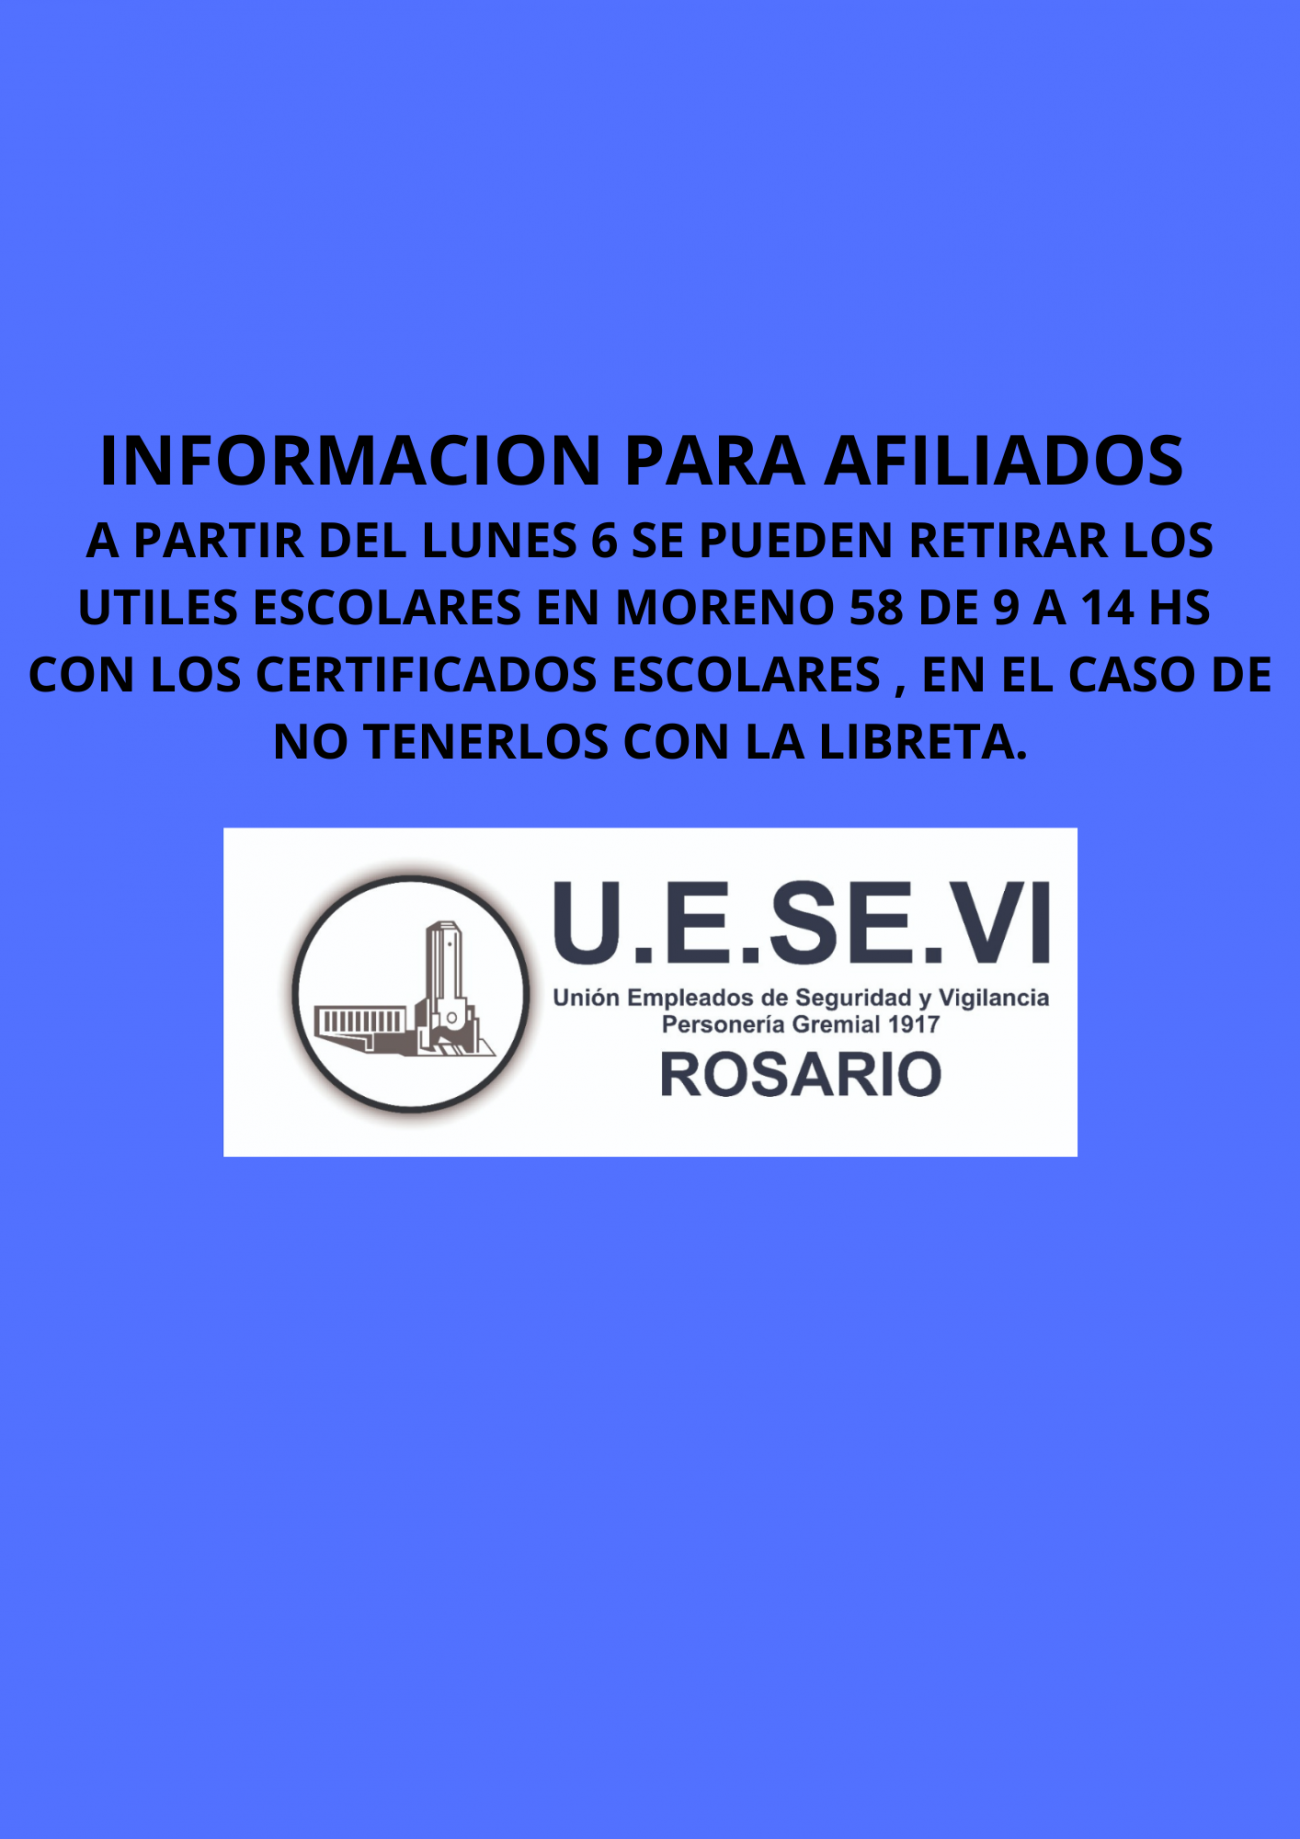 INFORMACION PARA AFILIADOS
A PARTIR DEL LUNES 6 SE PUEDEN RETIRAR LOS
UTILES ESCOLARES EN MORENO 58 DE 9 A 14 HS
CON LOS CERTIFICADOS ESCOLARES , EN EL CASO DE
NO TENERLOS CON LA LIBRETA.
U.E.SE.VI
Unión Empleados de Seguridad y Vigilancia
Personería Gremial 1917
ROSARIO